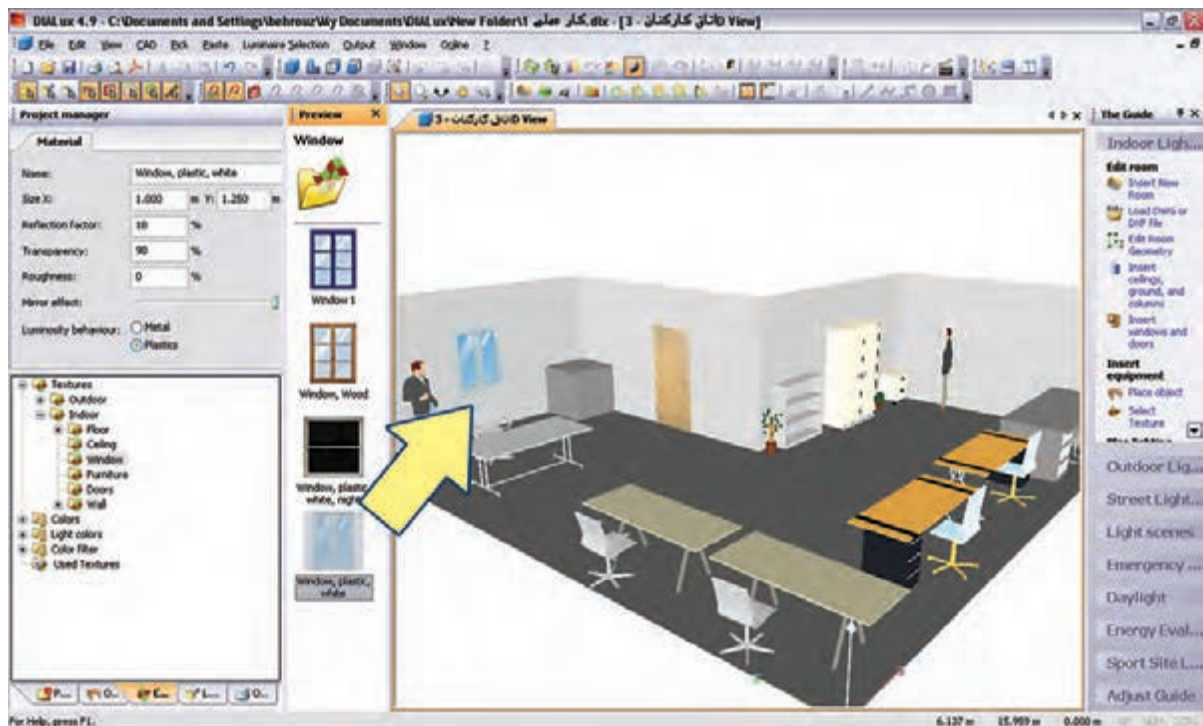 DIALux 4.9 - C:\Documents and Settings\behrouz\My Documents\DIALux\New Folder\1 کار عملی.dlx - [3 - اتاق کارکنانD View]
File Edit View CAD Paste Luminaire Selection Output Window Online ?
Project manager
Material
Name: Window, plastic, white
Size X: 1.000 m Y: 1.250 m
Reflection factor: 10 %
Transparency: 90 %
Roughness: 0 %
Mirror effect:
Luminosity behaviour: Metal
Plastics
Textures
Outdoor
Indoor
Floor
Ceiling
Window
Furniture
Doors
Wall
Colors
Light colors
Color filter
Used Textures
P... O.. E... L... O..
For Help, press F1.
Preview X
Window
Window 1
Window, Wood
Window, plastic,
white, night
Window, plastic,
white
3 - اتاق کارکنانD View
The Guide
Indoor Ligh...
Edit room
Insert New
Room
Load DWG or
DXF file
Edit Room
Geometry
Insert
ceilings,
ground, and
columns
Insert
windows and
doors
Insert
equipment
Place object
Select
Texture
Outdoor Lig...
Street Light...
Light scenes
Emergency ...
Daylight
Energy Eval...
Sport Site L...
Adjust Guide
6.137 m 15.959 m 0.000 m